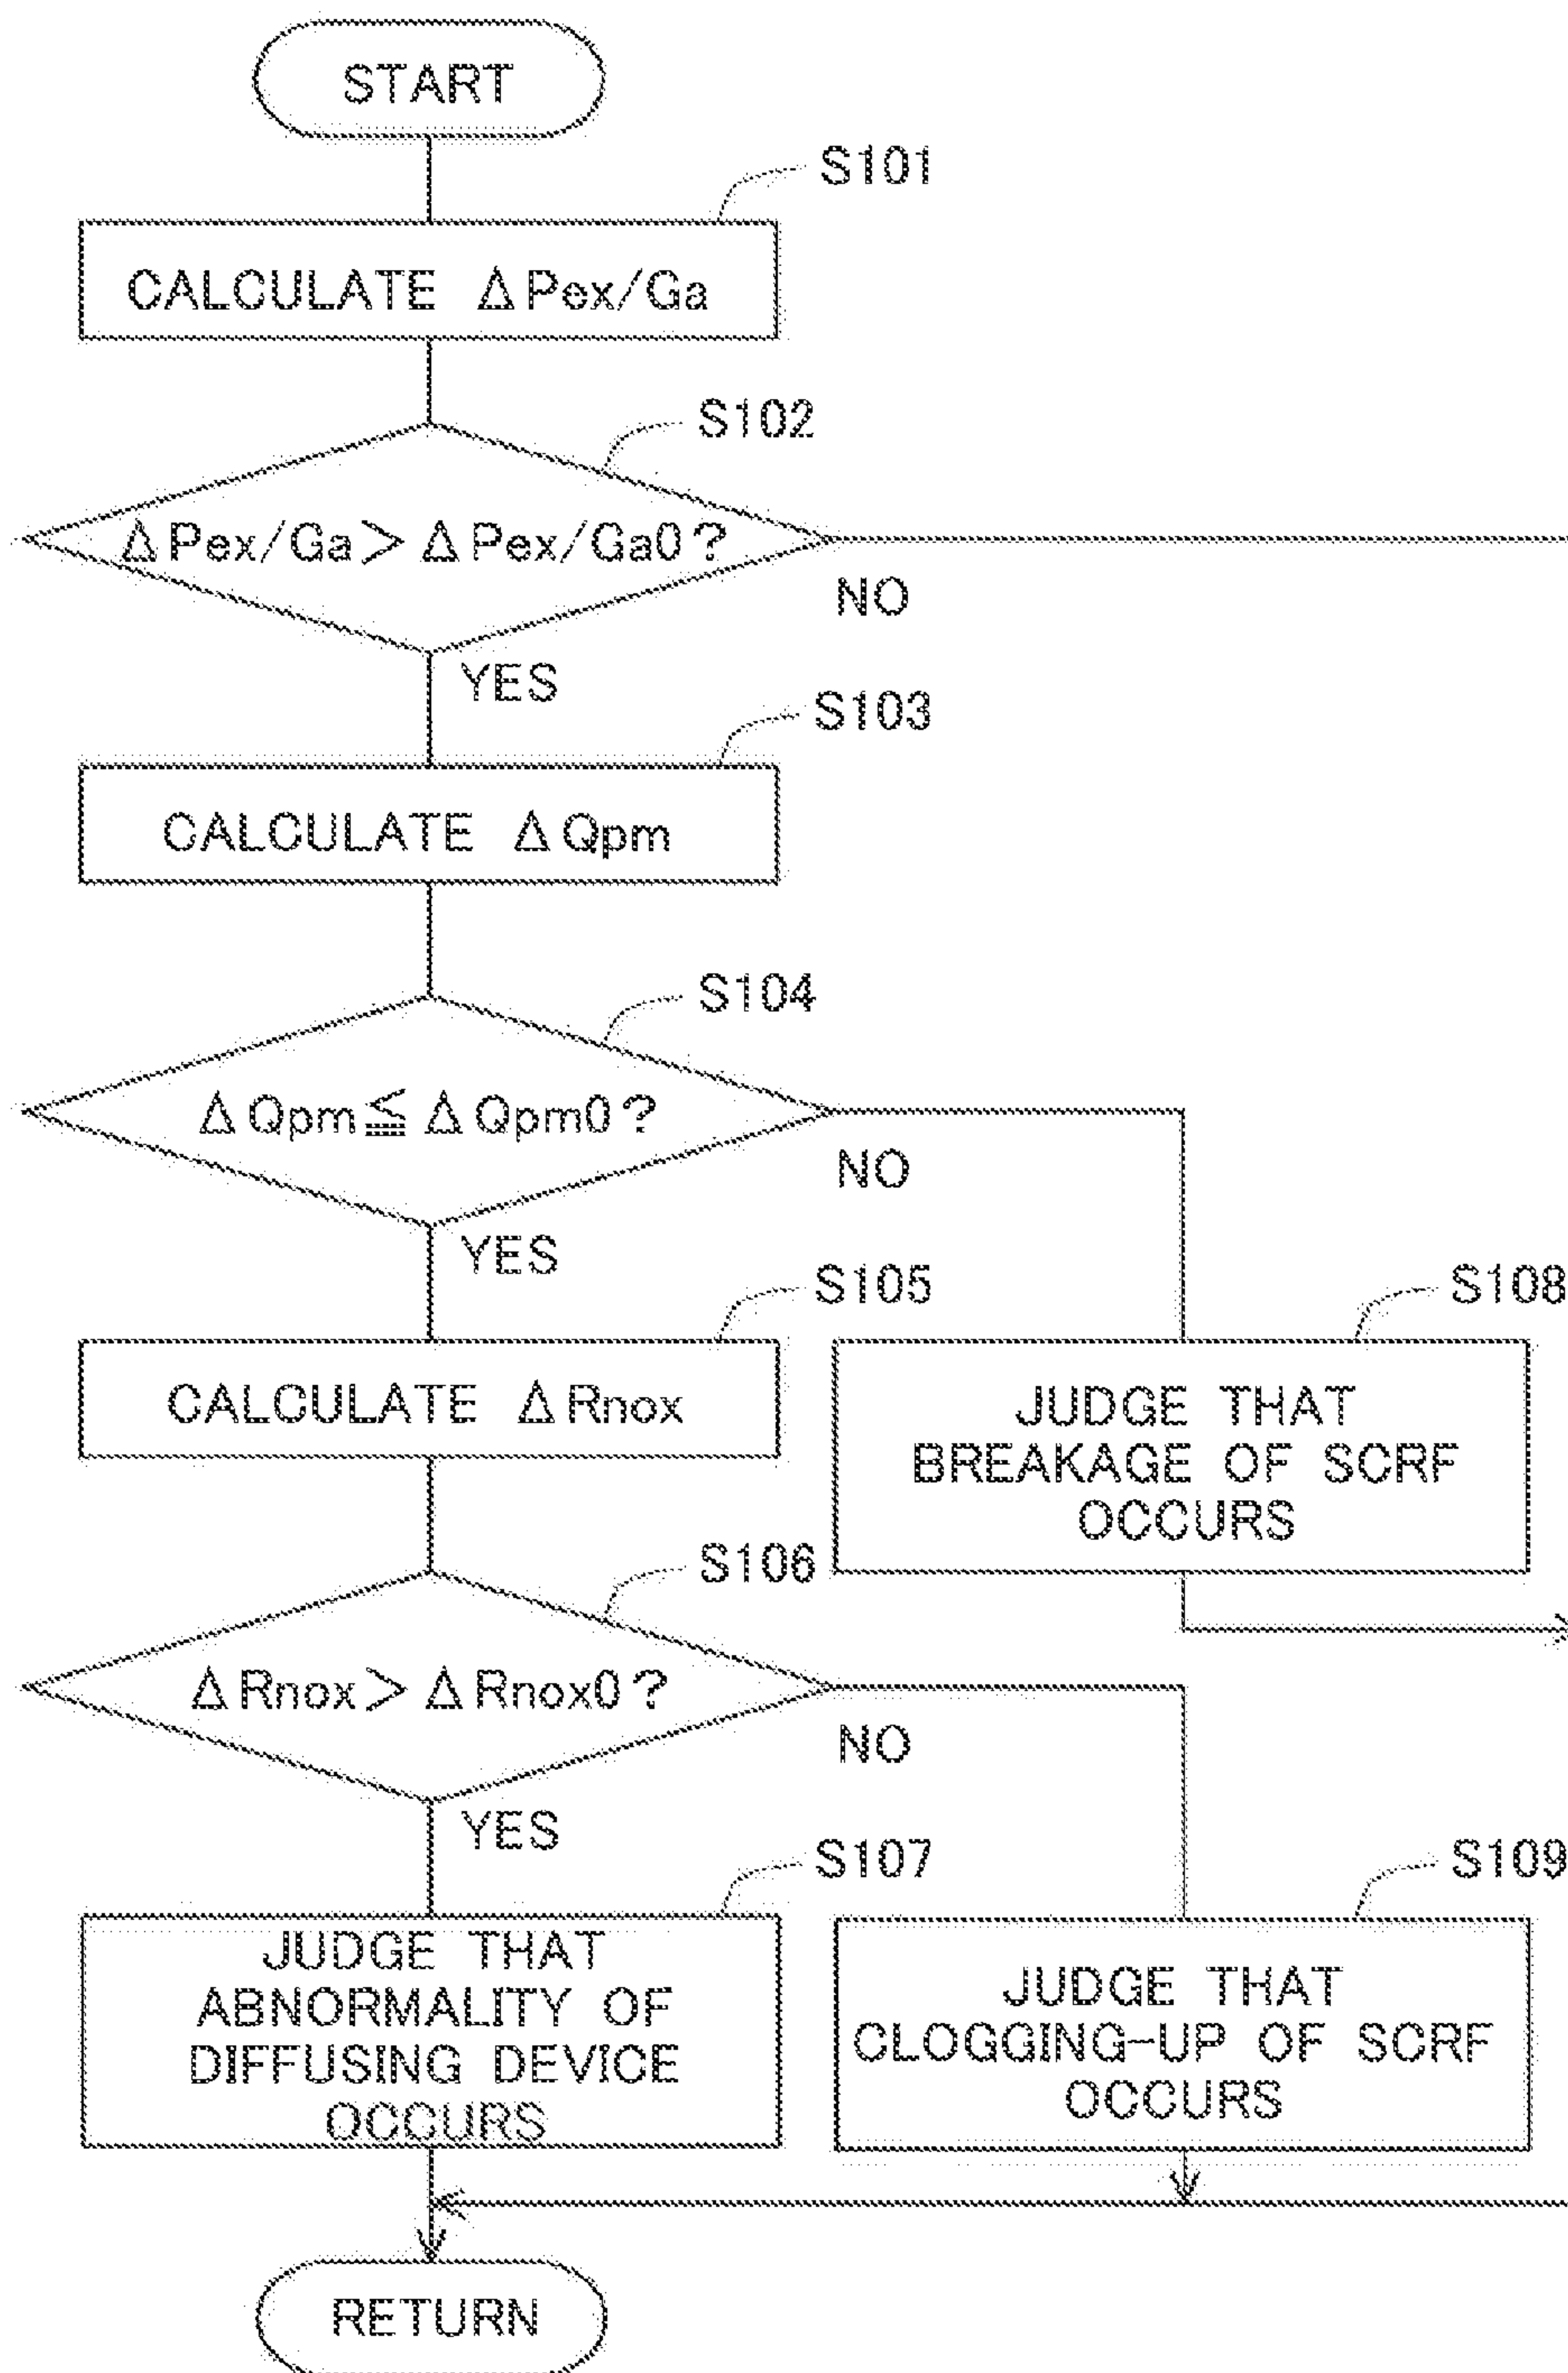 START
S101
CALCULATE ΔPex/Ga
S102
ΔPex/Ga>ΔPex/Ga0?
NO
YES
S103
CALCULATE ΔQpm
S104
ΔQpm≦ΔQpm0?
NO
YES
S105
CALCULATE ΔRnox
S108
JUDGE THAT
BREAKAGE OF SCRF
OCCURS
S106
ΔRnox>ΔRnox0?
NO
YES
S107
JUDGE THAT
ABNORMALITY OF
DIFFUSING DEVICE
OCCURS
S109
JUDGE THAT
CLOGGING-UP OF SCRF
OCCURS
RETURN